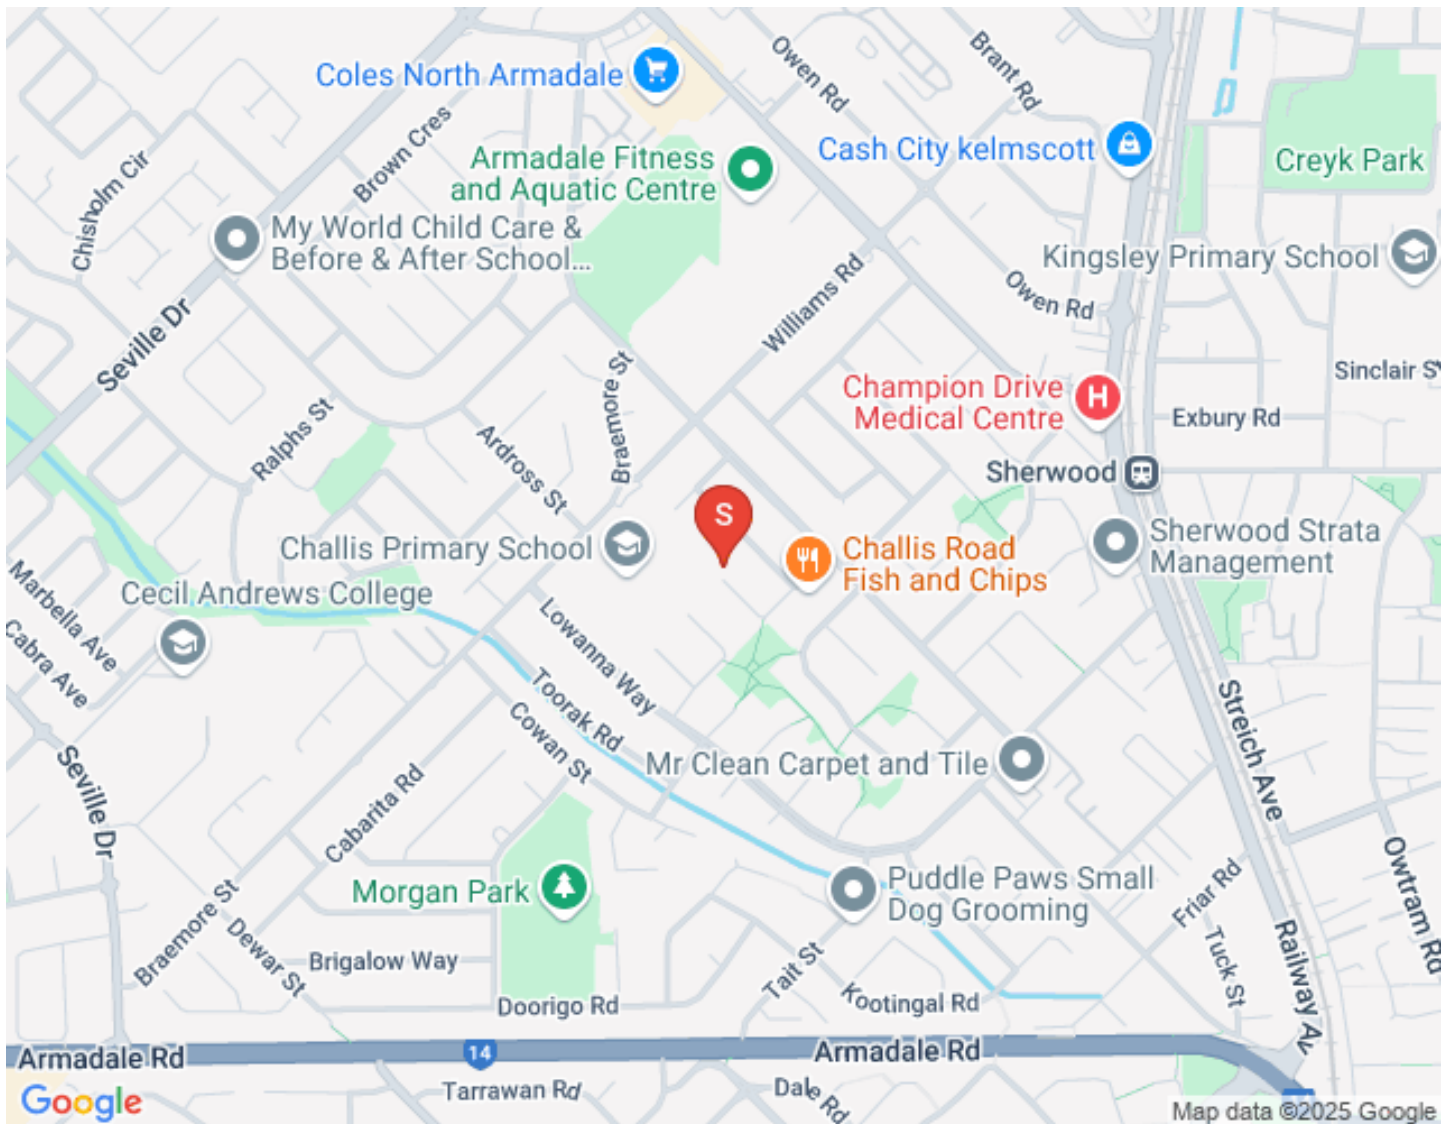 Owen Rd
Brant Rd
Coles North Armadale
Brown Cres
Cash City kelmscott
Creyk Park
Armadale Fitness
and Aquatic Centre
Chisholm Cir
My World Child Care &
Before & After School...
Kingsley Primary School
Williams Rd
Owen Rd
Seville Dr
Sinclair S
Champion Drive
Medical Centre
H
Braemore St
Ralphs St
Ardross St
Exbury Rd
Sherwood
S
Challis Primary School
Challis Road
Fish and Chips
Sherwood Strata
Management
Marbella Ave
Cecil Andrews College
Cabra Ave
Lowanna Way
Toorak Rd
Cowan St
Streich Ave
Mr Clean Carpet and Tile
Seville Dr
Cabarita Rd
Morgan Park
Puddle Paws Small
Dog Grooming
Friar Rd
Owtram Rd
Braemore St
Dewar St
Brigalow Way
Tait St
Tuck St
Railway Av
Doorigo Rd
Kootingal Rd
Armadale Rd
14
Armadale Rd
Tarrawan Rd
Dale Rd
Google
Map data ©2025 Google